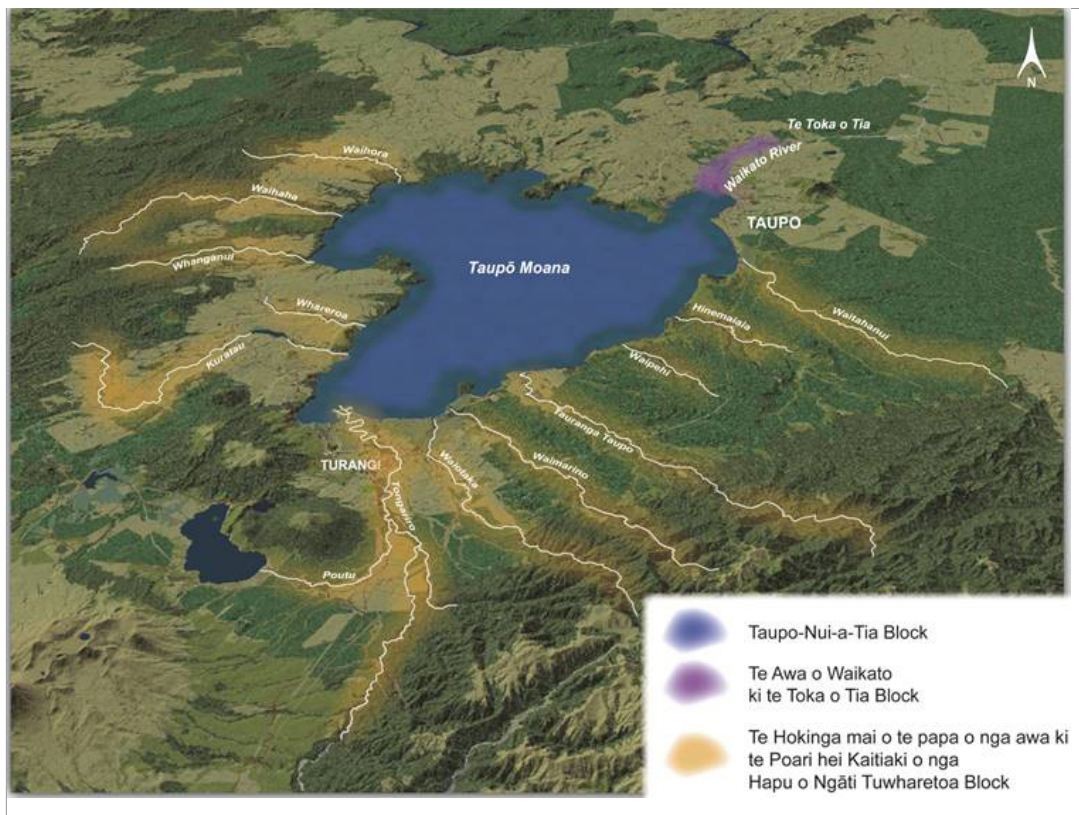 N
Te Toka o Tia
Waihora
Waikato River
Waihaha
TAUPO
Whanganui
Taupō Moana
Whareroa
Hinemaiaia
Waitahanui
Kuratau
Waipehi
Tauranga Taupo
TURANGI
Waiotaka
Waimarino
Tongariro
Poutu
Taupo-Nui-a-Tia Block
Te Awa o Waikato
ki te Toka o Tia Block
Te Hokinga mai o te papa o nga awa ki
te Poari hei Kaitiaki o nga
Hapu o Ngāti Tuwharetoa Block